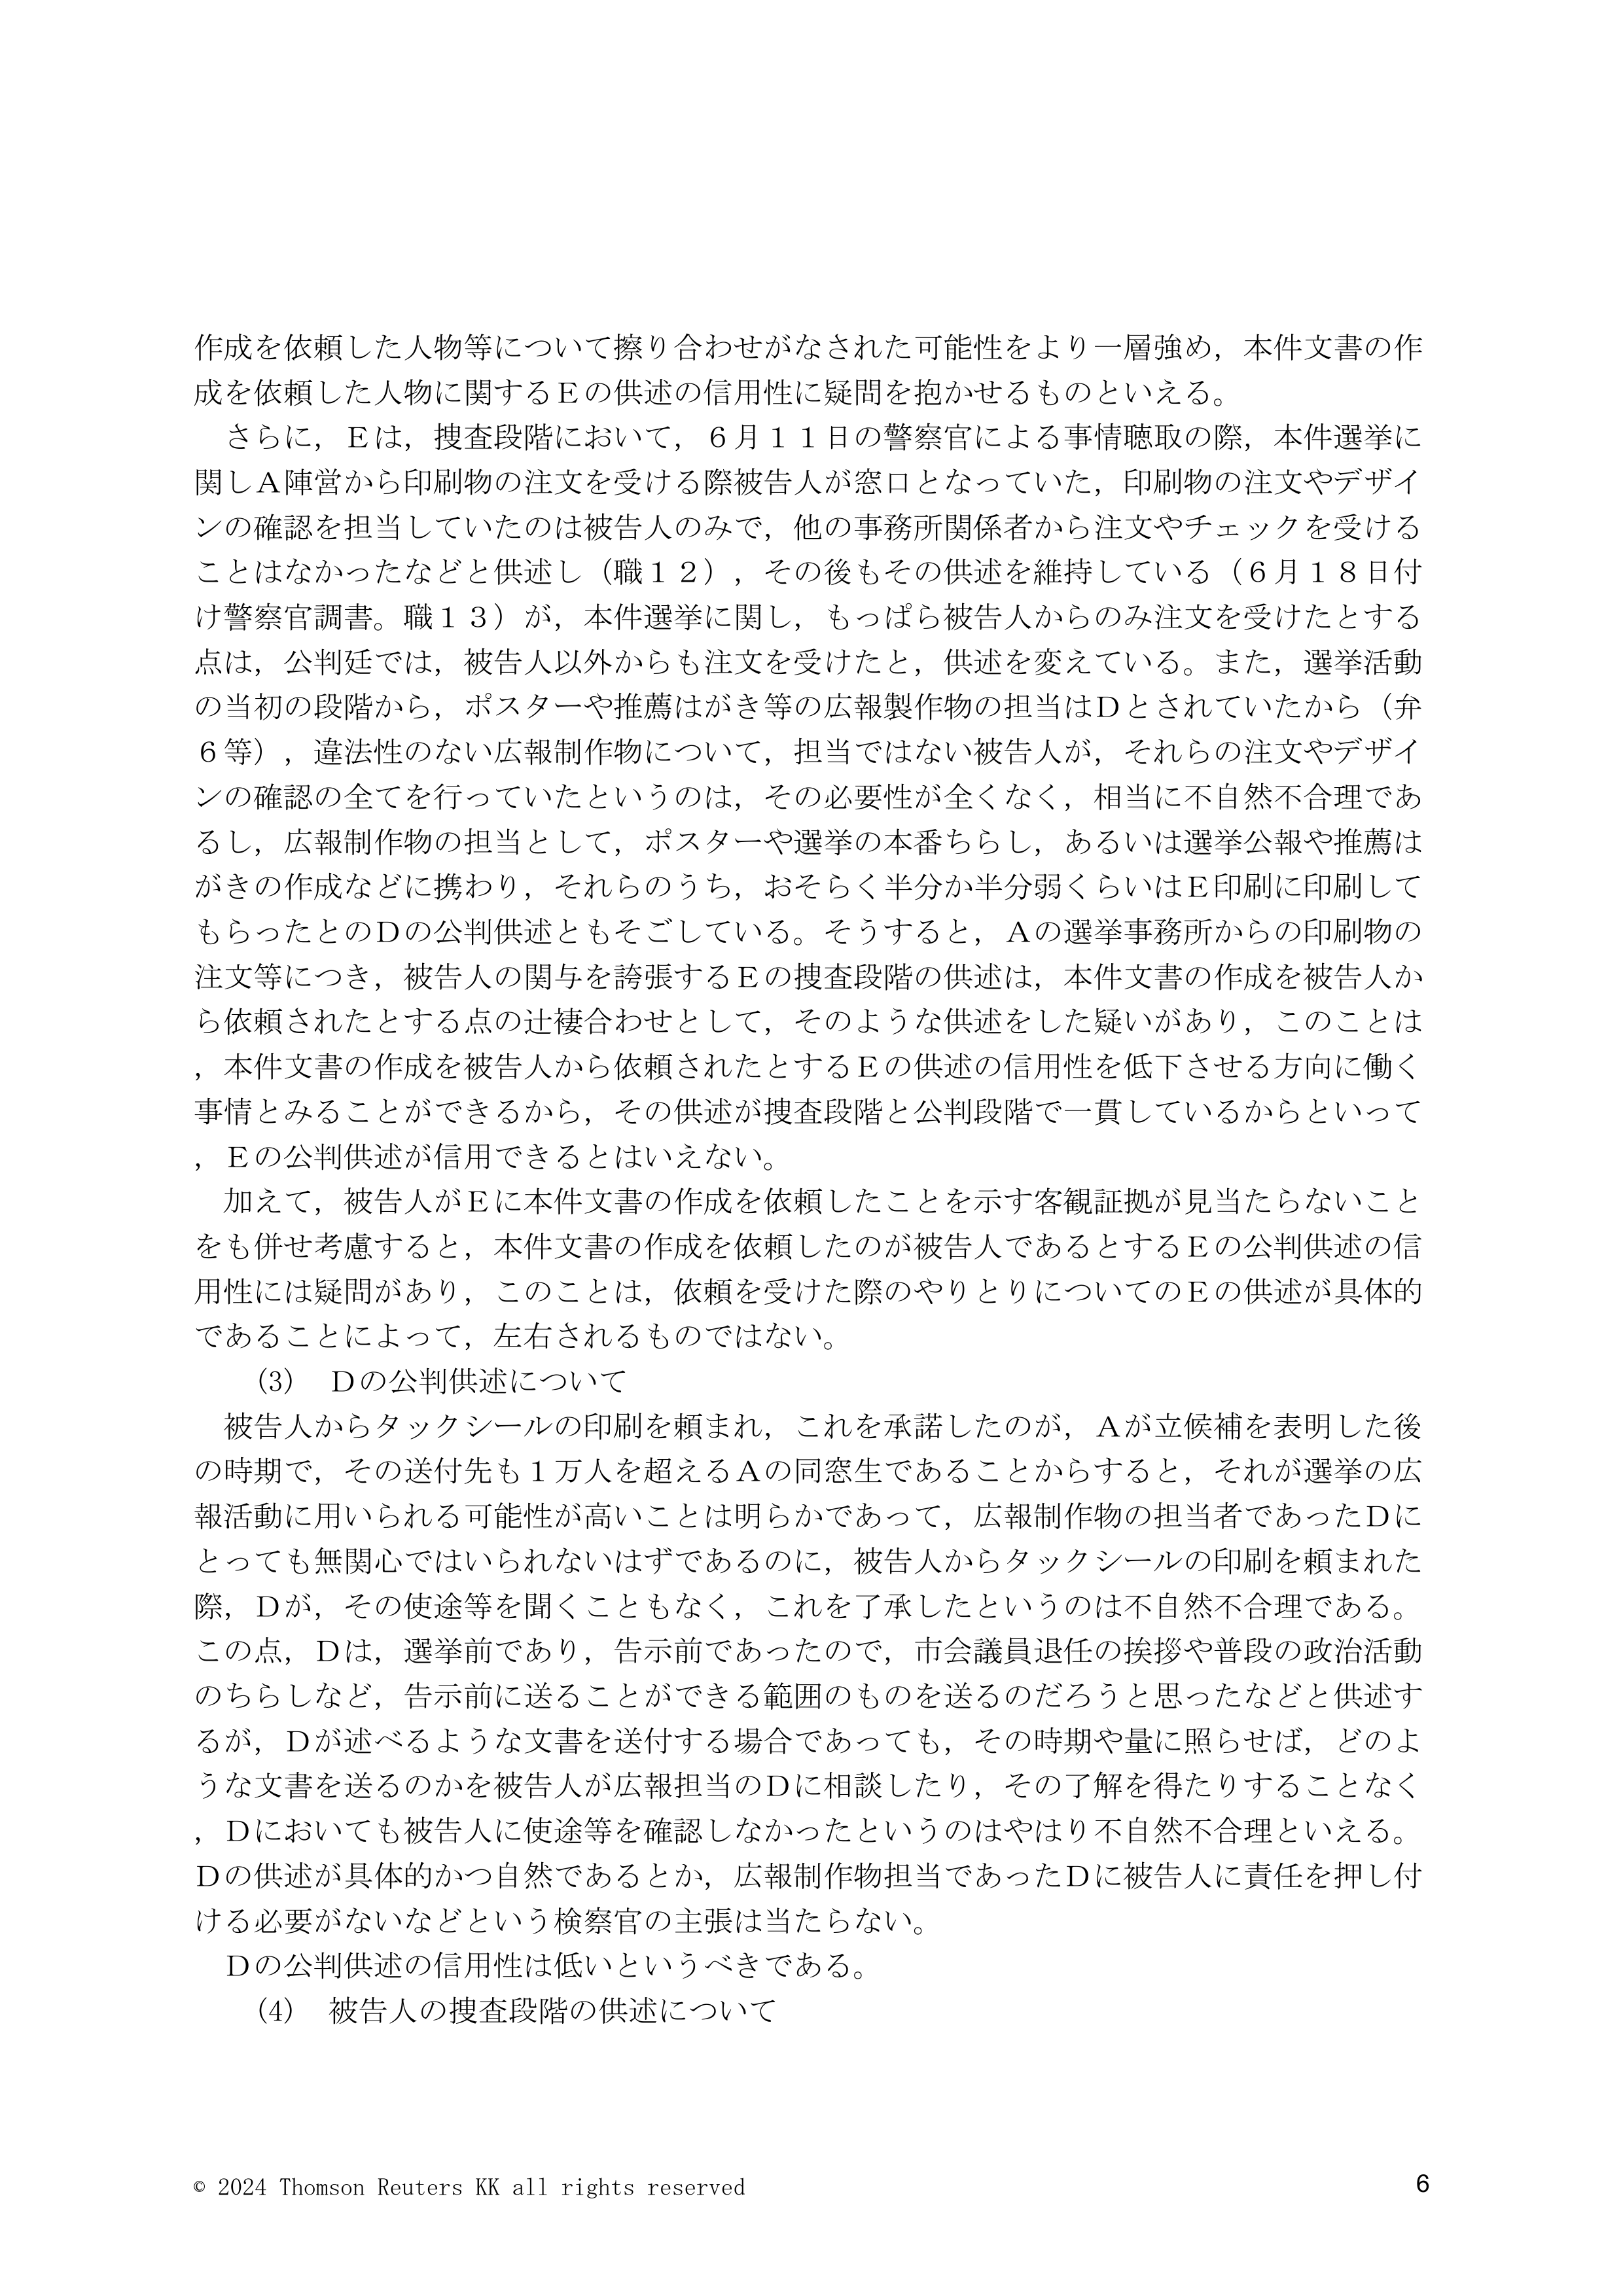 作成を依頼した人物等について擦り合わせがなされた可能性をより一層強め，本件文書の作
成を依頼した人物に関するＥの供述の信用性に疑問を抱かせるものといえる。
　さらに，Ｅは，捜査段階において，６月１１日の警察官による事情聴取の際，本件選挙に
関しＡ陣営から印刷物の注文を受ける際被告人が窓口となっていた，印刷物の注文やデザイ
ンの確認を担当していたのは被告人のみで，他の事務所関係者から注文やチェックを受ける
ことはなかったなどと供述し（職１２），その後もその供述を維持している（６月１８日付
け警察官調書。職１３）が，本件選挙に関し，もっぱら被告人からのみ注文を受けたとする
点は，公判廷では，被告人以外からも注文を受けたと，供述を変えている。また，選挙活動
の当初の段階から，ポスターや推薦はがき等の広報製作物の担当はＤとされていたから（弁
６等），違法性のない広報制作物について，担当ではない被告人が，それらの注文やデザイ
ンの確認の全てを行っていたというのは，その必要性が全くなく，相当に不自然不合理であ
るし，広報制作物の担当として，ポスターや選挙の本番ちらし，あるいは選挙公報や推薦は
がきの作成などに携わり，それらのうち，おそらく半分か半分弱くらいはＥ印刷に印刷して
もらったとのＤの公判供述ともそごしている。そうすると，Ａの選挙事務所からの印刷物の
注文等につき，被告人の関与を誇張するＥの捜査段階の供述は，本件文書の作成を被告人か
ら依頼されたとする点の辻褄合わせとして，そのような供述をした疑いがあり，このことは
，本件文書の作成を被告人から依頼されたとするＥの供述の信用性を低下させる方向に働く
事情とみることができるから，その供述が捜査段階と公判段階で一貫しているからといって
，Ｅの公判供述が信用できるとはいえない。
　加えて，被告人がＥに本件文書の作成を依頼したことを示す客観証拠が見当たらないこと
をも併せ考慮すると，本件文書の作成を依頼したのが被告人であるとするＥの公判供述の信
用性には疑問があり，このことは，依頼を受けた際のやりとりについてのＥの供述が具体的
であることによって，左右されるものではない。
　　(3)　Ｄの公判供述について
　被告人からタックシールの印刷を頼まれ，これを承諾したのが，Ａが立候補を表明した後
の時期で，その送付先も１万人を超えるＡの同窓生であることからすると，それが選挙の広
報活動に用いられる可能性が高いことは明らかであって，広報制作物の担当者であったＤに
とっても無関心ではいられないはずであるのに，被告人からタックシールの印刷を頼まれた
際，Ｄが，その使途等を聞くこともなく，これを了承したというのは不自然不合理である。
この点，Ｄは，選挙前であり，告示前であったので，市会議員退任の挨拶や普段の政治活動
のちらしなど，告示前に送ることができる範囲のものを送るのだろうと思ったなどと供述す
るが，Ｄが述べるような文書を送付する場合であっても，その時期や量に照らせば，どのよ
うな文書を送るのかを被告人が広報担当のＤに相談したり，その了解を得たりすることなく
，Ｄにおいても被告人に使途等を確認しなかったというのはやはり不自然不合理といえる。
Ｄの供述が具体的かつ自然であるとか，広報制作物担当であったＤに被告人に責任を押し付
ける必要がないなどという検察官の主張は当たらない。
　Ｄの公判供述の信用性は低いというべきである。
　　(4)　被告人の捜査段階の供述について
© 2024 Thomson Reuters KK all rights reserved
6